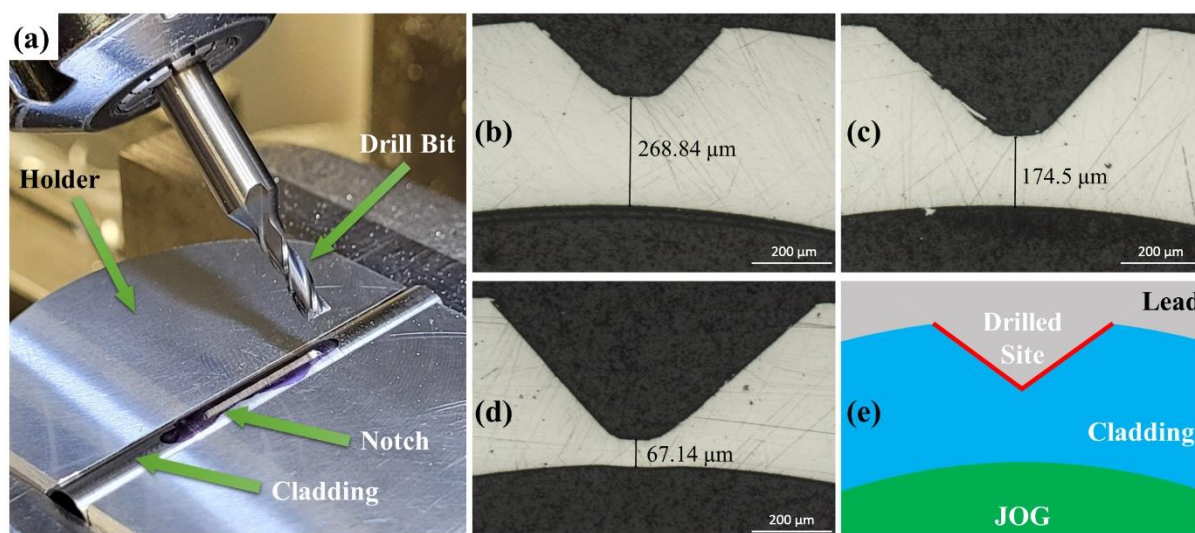 (a)
Drill Bit
Holder
Notch
Cladding
(b)
268.84 μm
200 μm
(c)
174.5 μm
200 μm
(d)
67.14 μm
200 μm
Lead
Drilled
Site
(e)
Cladding
JOG